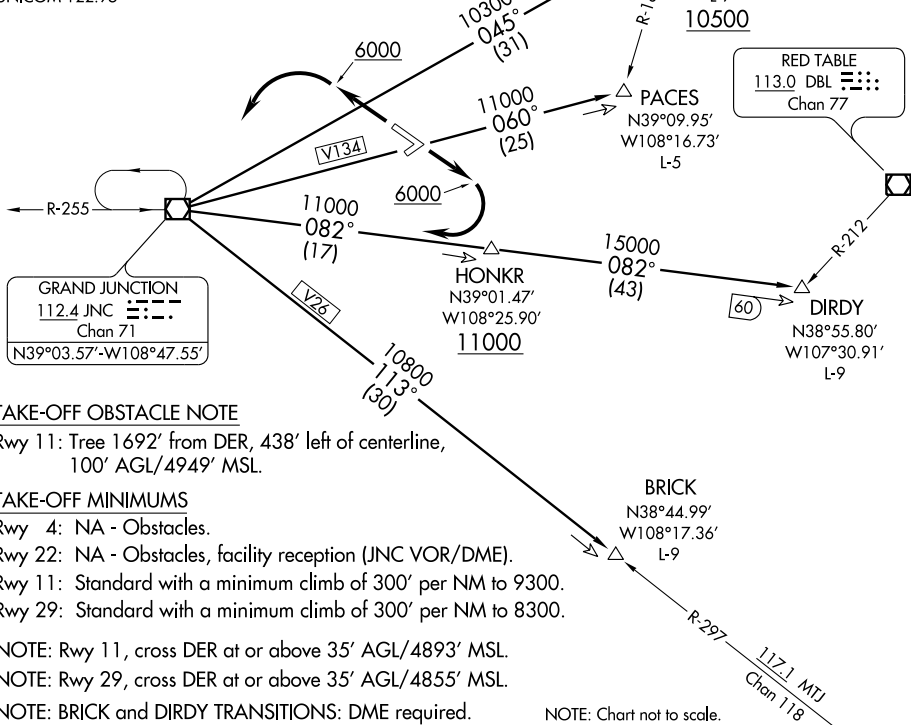 10300
045°
(31)
10500
6000
11000
060°
(25)
V134
PACES
N39°09.95′
W108°16.73′
L-5
RED TABLE
113.0 DBL
Chan 77
6000
R-255
11000
082°
(17)
15000
082°
(43)
R-212
HONKR
N39°01.47′
W108°25.90′
11000
60
DIRDY
N38°55.80′
W107°30.91′
L-9
GRAND JUNCTION
112.4 JNC
Chan 71
N39°03.57′-W108°47.55′
V26
10800
113°
(30)
TAKE-OFF OBSTACLE NOTE
Rwy 11: Tree 1692′ from DER, 438′ left of centerline,
100′ AGL/4949′ MSL.
TAKE-OFF MINIMUMS
Rwy 4: NA - Obstacles.
Rwy 22: NA - Obstacles, facility reception (JNC VOR/DME).
Rwy 11: Standard with a minimum climb of 300′ per NM to 9300.
Rwy 29: Standard with a minimum climb of 300′ per NM to 8300.
BRICK
N38°44.99′
W108°17.36′
L-9
R-297
117.1 MTJ
Chan 118
NOTE: Rwy 11, cross DER at or above 35′ AGL/4893′ MSL.
NOTE: Rwy 29, cross DER at or above 35′ AGL/4855′ MSL.
NOTE: BRICK and DIRDY TRANSITIONS: DME required.
NOTE: Chart not to scale.